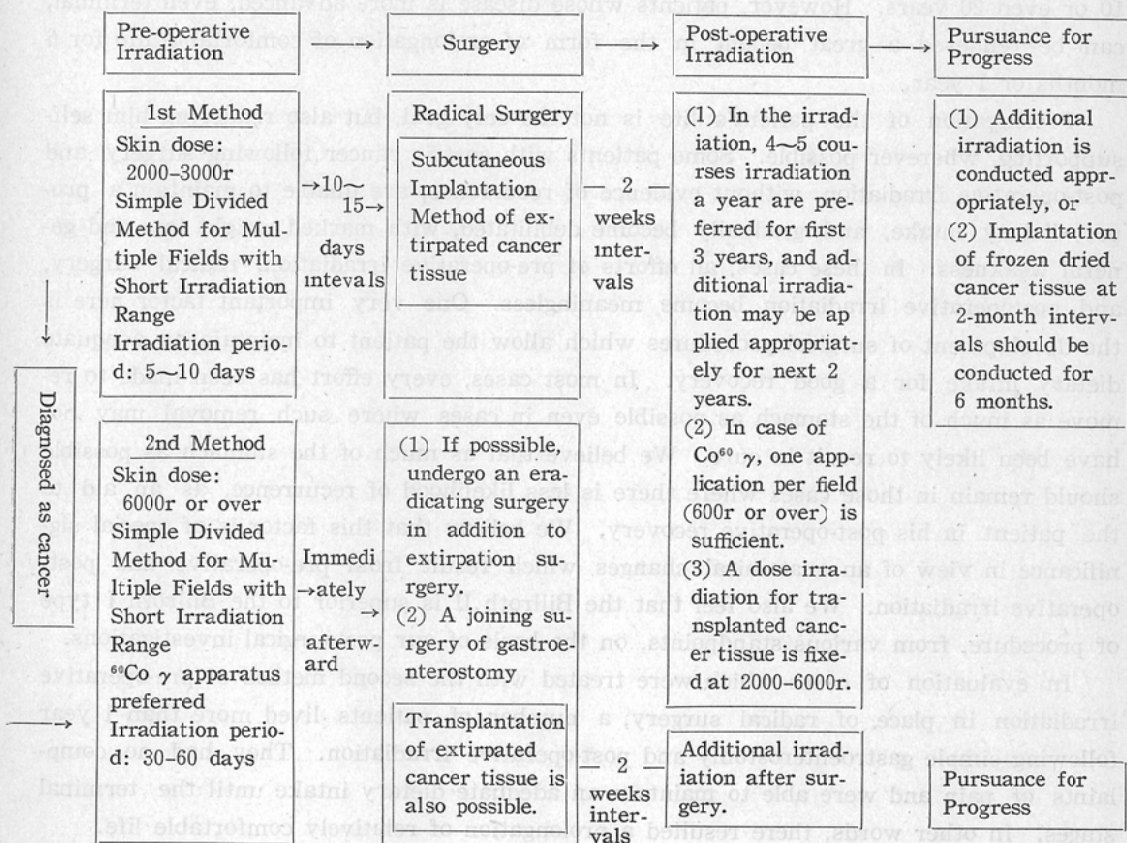 Pre-operative
Irradiation
Surgery
Post-operative
Irradiation
Pursuance for
Progress
Diagnosed as cancer
1st Method
Skin dose:
2000-3000r
Simple Divided
Method for Mul-
tiple Fields with
Short Irradiation
Range
Irradiation perio-
d: 5~10 days
10-
15-
days
intevals
Radical Surgery
Subcutaneous
Implantation
Method of ex-
tirpated cancer
tissue
2
weeks
inter-
vals
(1) In the irrad-
iation, 4~5 cou-
rses irradiation
a year are pre-
ferred for first
3 years, and ad-
ditional irradia-
tion may be ap
plied appropriat-
ely for next 2
years.
(2) In case of
Co⁶⁰ γ, one app-
lication per field
(600r or over) is
sufficient.
(3) A dose irra-
diation for tra-
nsplanted canc-
er tissue is fixe-
d at 2000-6000r.
(1) Additional
irradiation is
conducted appr-
opriately, or
(2) Implantation
of frozen dried
cancer tissue at
2-month interv-
als should be
conducted for
6 months.
2nd Method
Skin dose:
6000r or over
Simple Divided
Method for Mu-
ltiple Fields with
Short Irradiation
Range
⁶⁰Co γ apparatus
preferred
Irradiation perio-
d: 30-60 days
Immedi
ately
afterw-
ard
(1) If posssible,
undergo an era-
dicating surgery
in addition to
extirpation su-
rgery.
(2) A joining su-
rgery of gastroe-
nterostomy
Transplantation
of extirpated
cancer tissue is
also possible.
2
weeks
inter-
vals
Additional irrad-
iation after sur-
gery.
Pursuance for
Progress